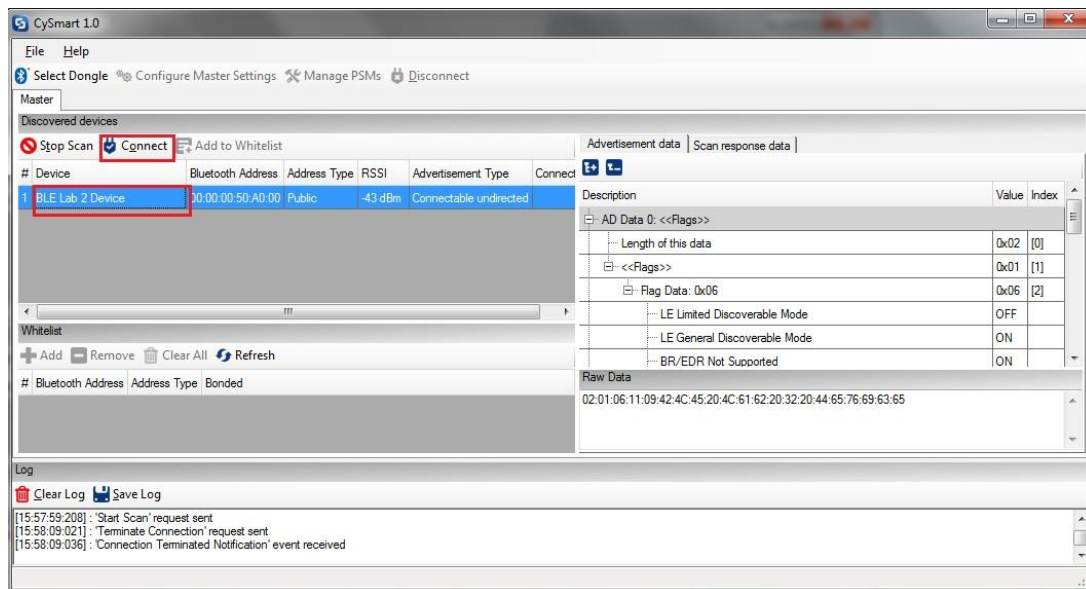 CySmart 1.0
File Help
Select Dongle Configure Master Settings Manage PSMs Disconnect
Master
Discovered devices
Stop Scan Connect Add to Whitelist
# Device Bluetooth Address Address Type RSSI Advertisement Type Connect
1 BLE Lab 2 Device 00:00:00:50:A0:00 Public -43 dBm Connectable undirected
Whitelist
Add Remove Clear All Refresh
# Bluetooth Address Address Type Bonded
Advertisement data Scan response data
Description Value Index
AD Data 0: <<Flags>>
Length of this data 0x02 [0]
<<Flags>> 0x01 [1]
Flag Data: 0x06 0x06 [2]
LE Limited Discoverable Mode OFF
LE General Discoverable Mode ON
BR/EDR Not Supported ON
Raw Data
02:01:06:11:09:42:4C:45:20:4C:61:62:20:32:20:44:65:76:69:63:65
Log
Clear Log Save Log
[15:57:59:208] : 'Start Scan' request sent
[15:58:09:021] : 'Terminate Connection' request sent
[15:58:09:036] : 'Connection Terminated Notification' event received